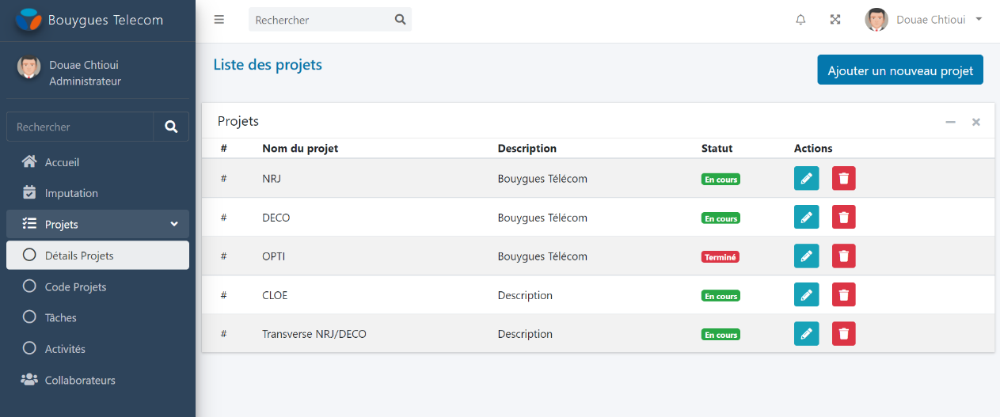 Bouygues Telecom
Douae Chtioui
Administrateur
Rechercher
Accueil
Imputation
Projets
Détails Projets
Code Projets
Tâches
Activités
Collaborateurs
Rechercher
Douae Chtioui
Liste des projets
Ajouter un nouveau projet
Projets
# Nom du projet Description Statut Actions
# NRJ Bouygues Télécom En cours
# DECO Bouygues Télécom En cours
# OPTI Bouygues Télécom Terminé
# CLOE Description En cours
# Transverse NRJ/DECO Description En cours